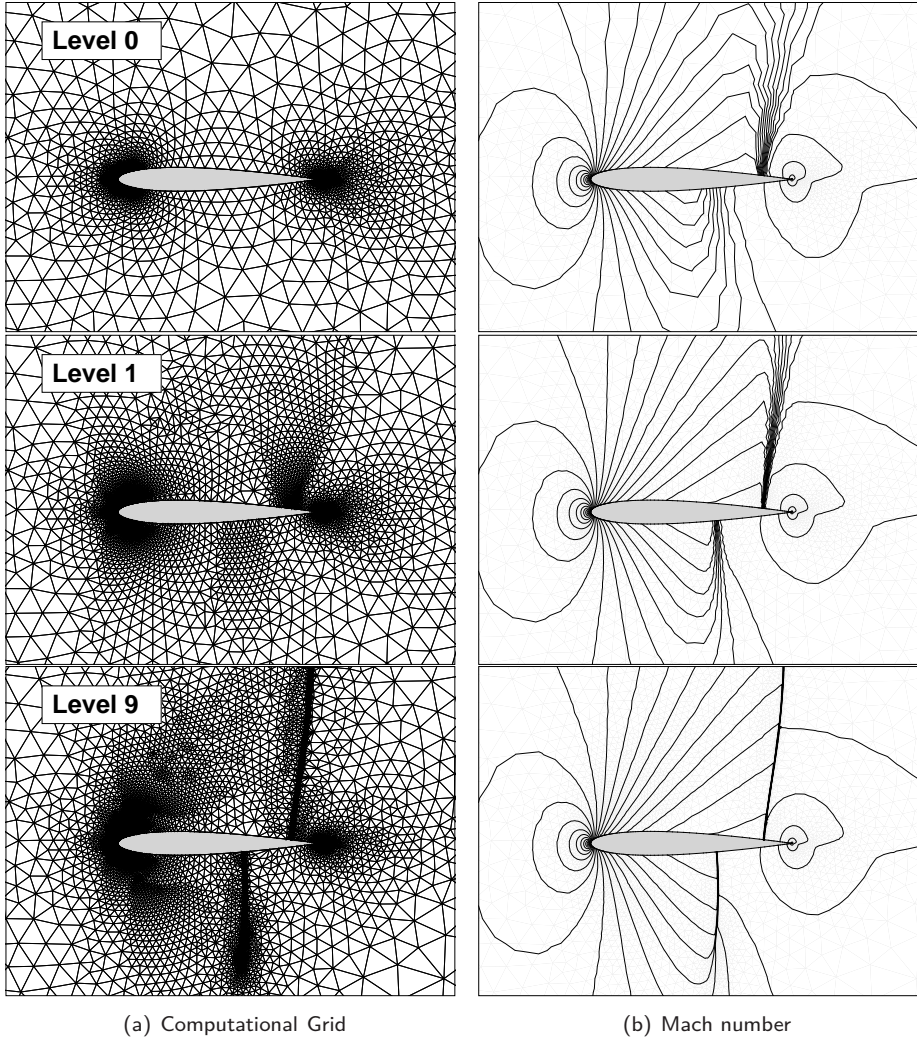 Level 0
Level 1
Level 9
(a) Computational Grid
(b) Mach number